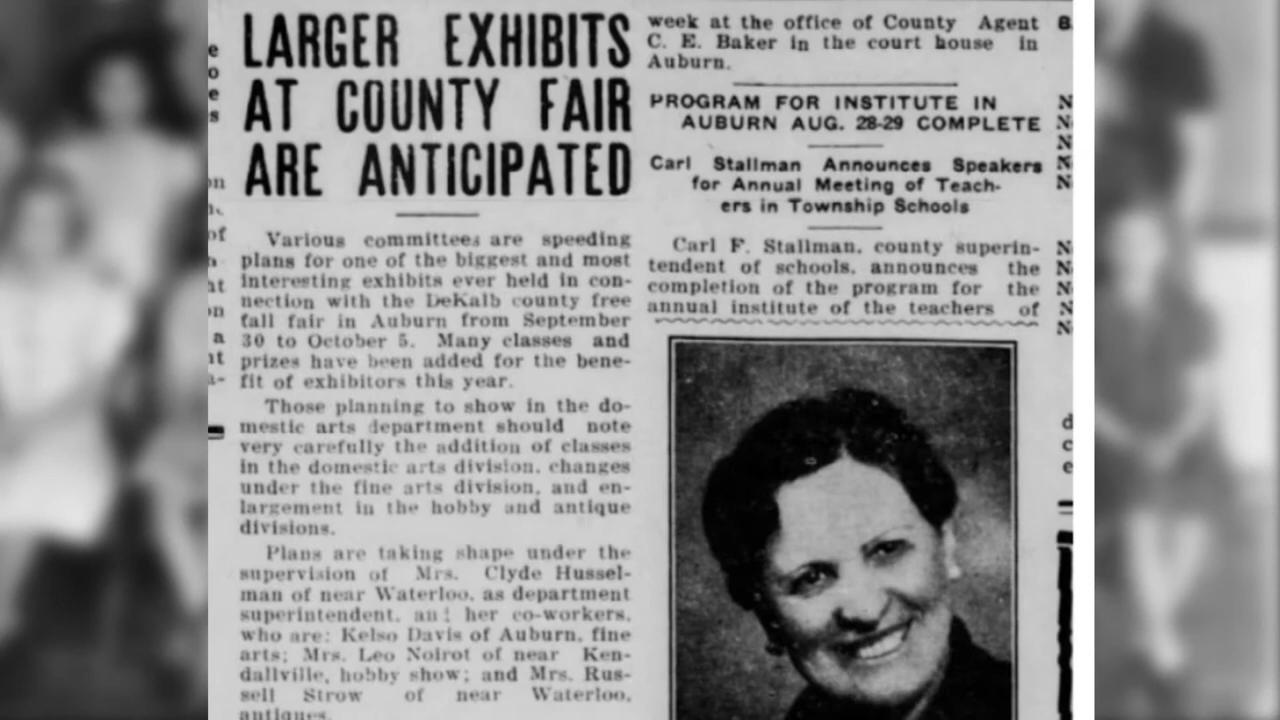 LARGER EXHIBITS
AT COUNTY FAIR
ARE ANTICIPATED
Various committees are speeding
plans for one of the biggest and most
interesting exhibits ever held in con-
nection with the DeKalb county free
fall fair in Auburn from September
30 to October 5. Many classes and
prizes have been added for the bene-
fit of exhibitors this year.
Those planning to show in the do-
mestic arts department should note
very carefully the addition of classes
in the domestic arts division, changes
under the fine arts division, and en-
largement in the hobby and antique
divisions.
Plans are taking shape under the
supervision of Mrs. Clyde Hussel-
man of near Waterloo, as department
superintendent, and her co-workers,
who are: Kelso Davis of Auburn, fine
arts; Mrs. Leo Noirot of near Ken-
dallville, hobby show; and Mrs. Rus-
sell Strow of near Waterloo,
antiques.
week at the office of County Agent
C. E. Baker in the court house in
Auburn.
PROGRAM FOR INSTITUTE IN
AUBURN AUG. 28-29 COMPLETE
Carl Stallman Announces Speakers
for Annual Meeting of Teach-
ers in Township Schools
Carl F. Stallman, county superin-
tendent of schools, announces the
completion of the program for the
annual institute of the teachers of